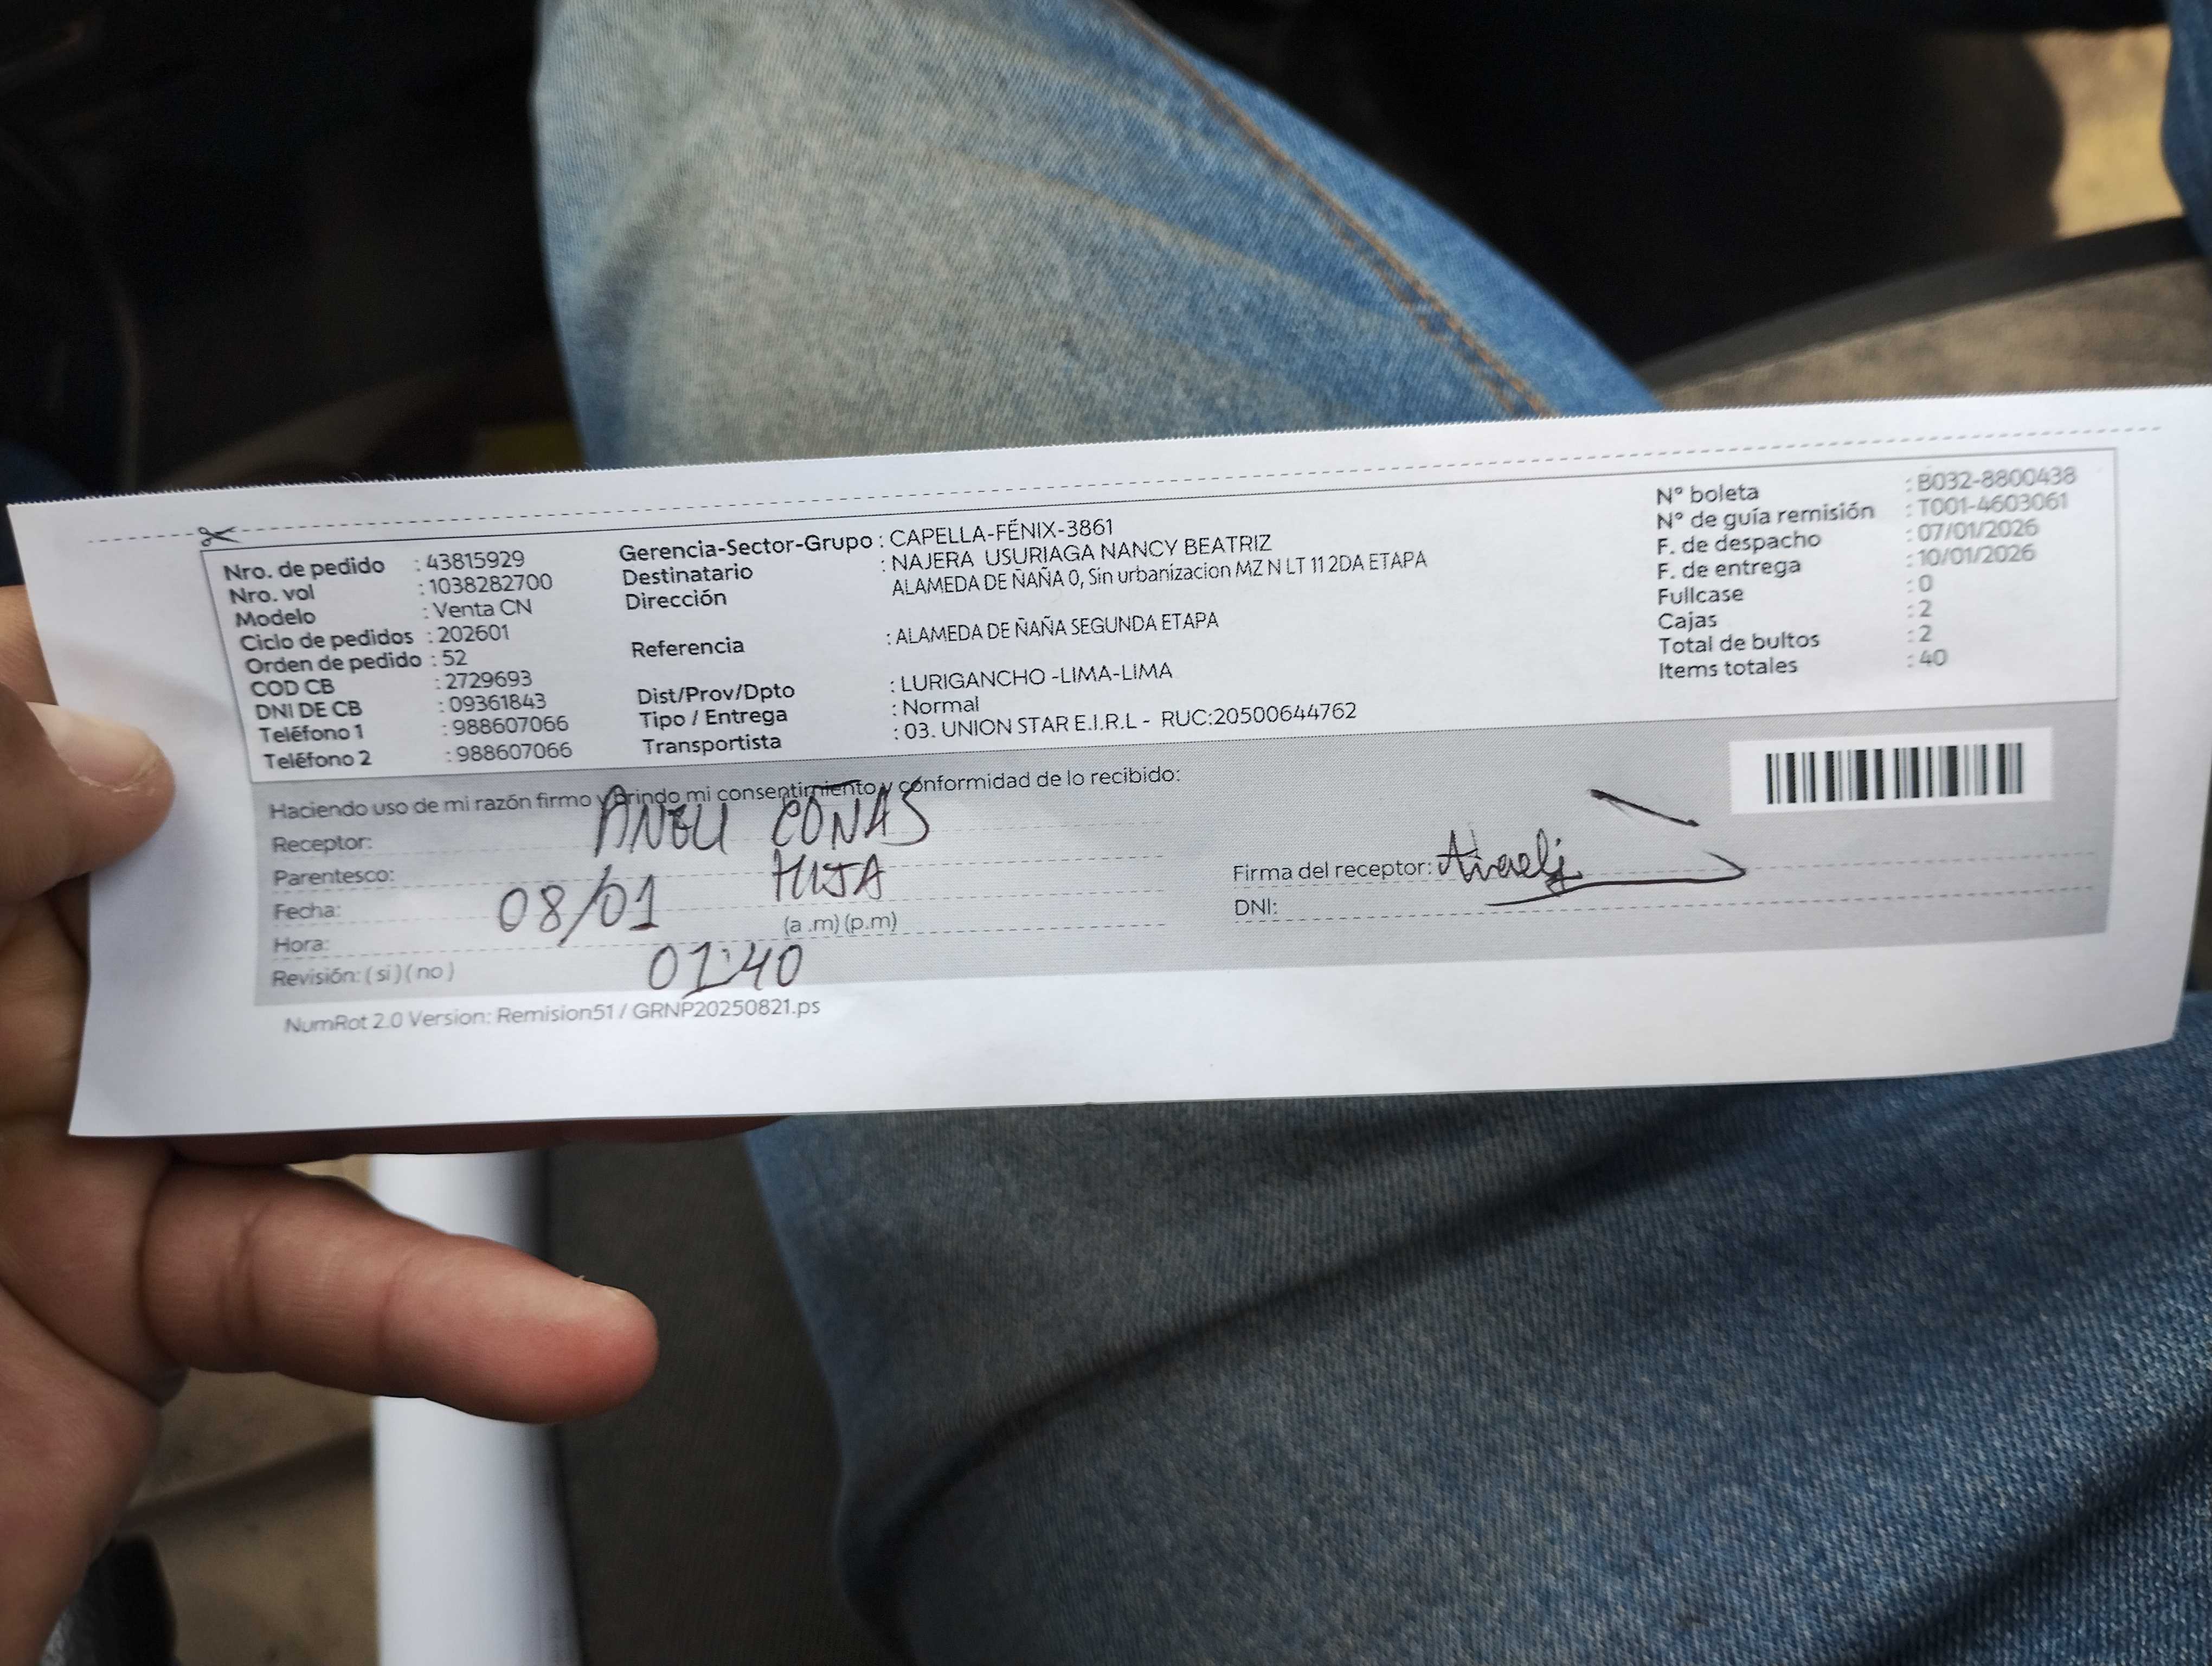 Nro. de pedido : 43815929
Nro. vol : 1038282700
Modelo : Venta CN
Ciclo de pedidos : 202601
Orden de pedido : 52
COD CB : 2729693
DNI DE CB : 09361843
Teléfono 1 : 988607066
Teléfono 2 : 988607066
Gerencia-Sector-Grupo : CAPELLA-FÉNIX-3861
Destinatario : NAJERA USURIAGA NANCY BEATRIZ
Dirección ALAMEDA DE ÑAÑA 0, Sin urbanizacion MZ N LT 11 2DA ETAPA
Referencia : ALAMEDA DE ÑAÑA SEGUNDA ETAPA
Dist/Prov/Dpto : LURIGANCHO -LIMA-LIMA
Tipo / Entrega : Normal
Transportista : 03. UNION STAR E.I.R.L - RUC:20500644762
N° boleta : B032-8800438
N° de guía remisión : T001-4603061
F. de despacho : 07/01/2026
F. de entrega : 10/01/2026
Fullcase : 0
Cajas : 2
Total de bultos : 2
Items totales : 40
Haciendo uso de mi razón firmo y brindo mi consentimiento y conformidad de lo recibido:
Receptor:
Parentesco: HIJA
Fecha: 08/01
Hora: 01:40 (a .m) (p.m)
Revisión: ( si ) ( no )
Firma del receptor:
DNI:
NumRot 2.0 Version: Remision51 / GRNP20250821.ps